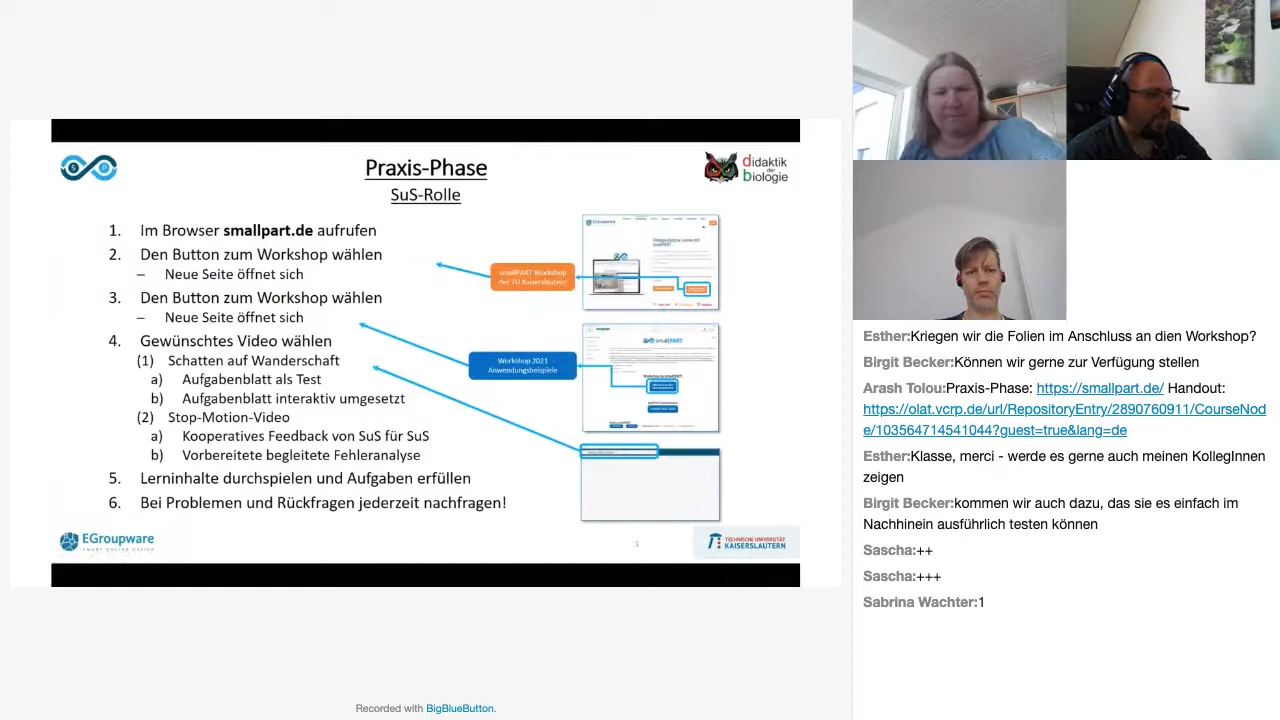 Praxis-Phase
SuS-Rolle
didaktik
der
biologie
1. Im Browser smallpart.de aufrufen
2. Den Button zum Workshop wählen
– Neue Seite öffnet sich
3. Den Button zum Workshop wählen
– Neue Seite öffnet sich
4. Gewünschtes Video wählen
(1) Schatten auf Wanderschaft
a) Aufgabenblatt als Test
b) Aufgabenblatt interaktiv umgesetzt
(2) Stop-Motion-Video
a) Kooperatives Feedback von SuS für SuS
b) Vorbereitete begleitete Fehleranalyse
5. Lerninhalte durchspielen und Aufgaben erfüllen
6. Bei Problemen und Rückfragen jederzeit nachfragen!
smallPART Workshop
der TU Kaiserslautern
EGroupware
Workshop 2021
Anwendungsbeispiele
smallPART
EGroupware
SMART ONLINE OFFICE
3
TECHNISCHE UNIVERSITÄT
KAISERSLAUTERN
Recorded with BigBlueButton.
Esther:Kriegen wir die Folien im Anschluss an dien Workshop?
Birgit Becker:Können wir gerne zur Verfügung stellen
Arash Tolou:Praxis-Phase: https://smallpart.de/ Handout:
https://olat.vcrp.de/url/RepositoryEntry/2890760911/CourseNod
e/103564714541044?guest=true&lang=de
Esther:Klasse, merci - werde es gerne auch meinen KollegInnen
zeigen
Birgit Becker:kommen wir auch dazu, das sie es einfach im
Nachhinein ausführlich testen können
Sascha:++
Sascha:+++
Sabrina Wachter:1